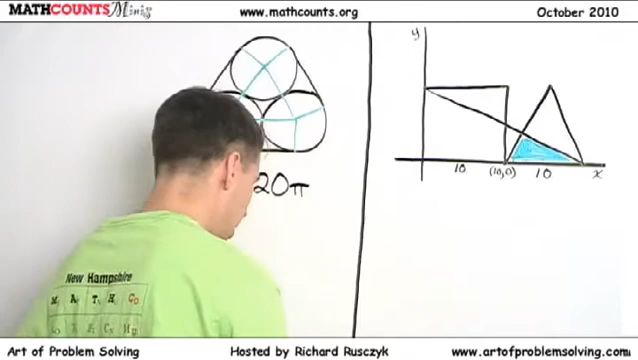 MATHCOUNTS Minis
www.mathcounts.org
October 2010
y
20π
10
(10,0)
10
x
New Hampshire
Art of Problem Solving
Hosted by Richard Rusczyk
www.artofproblemsolving.com